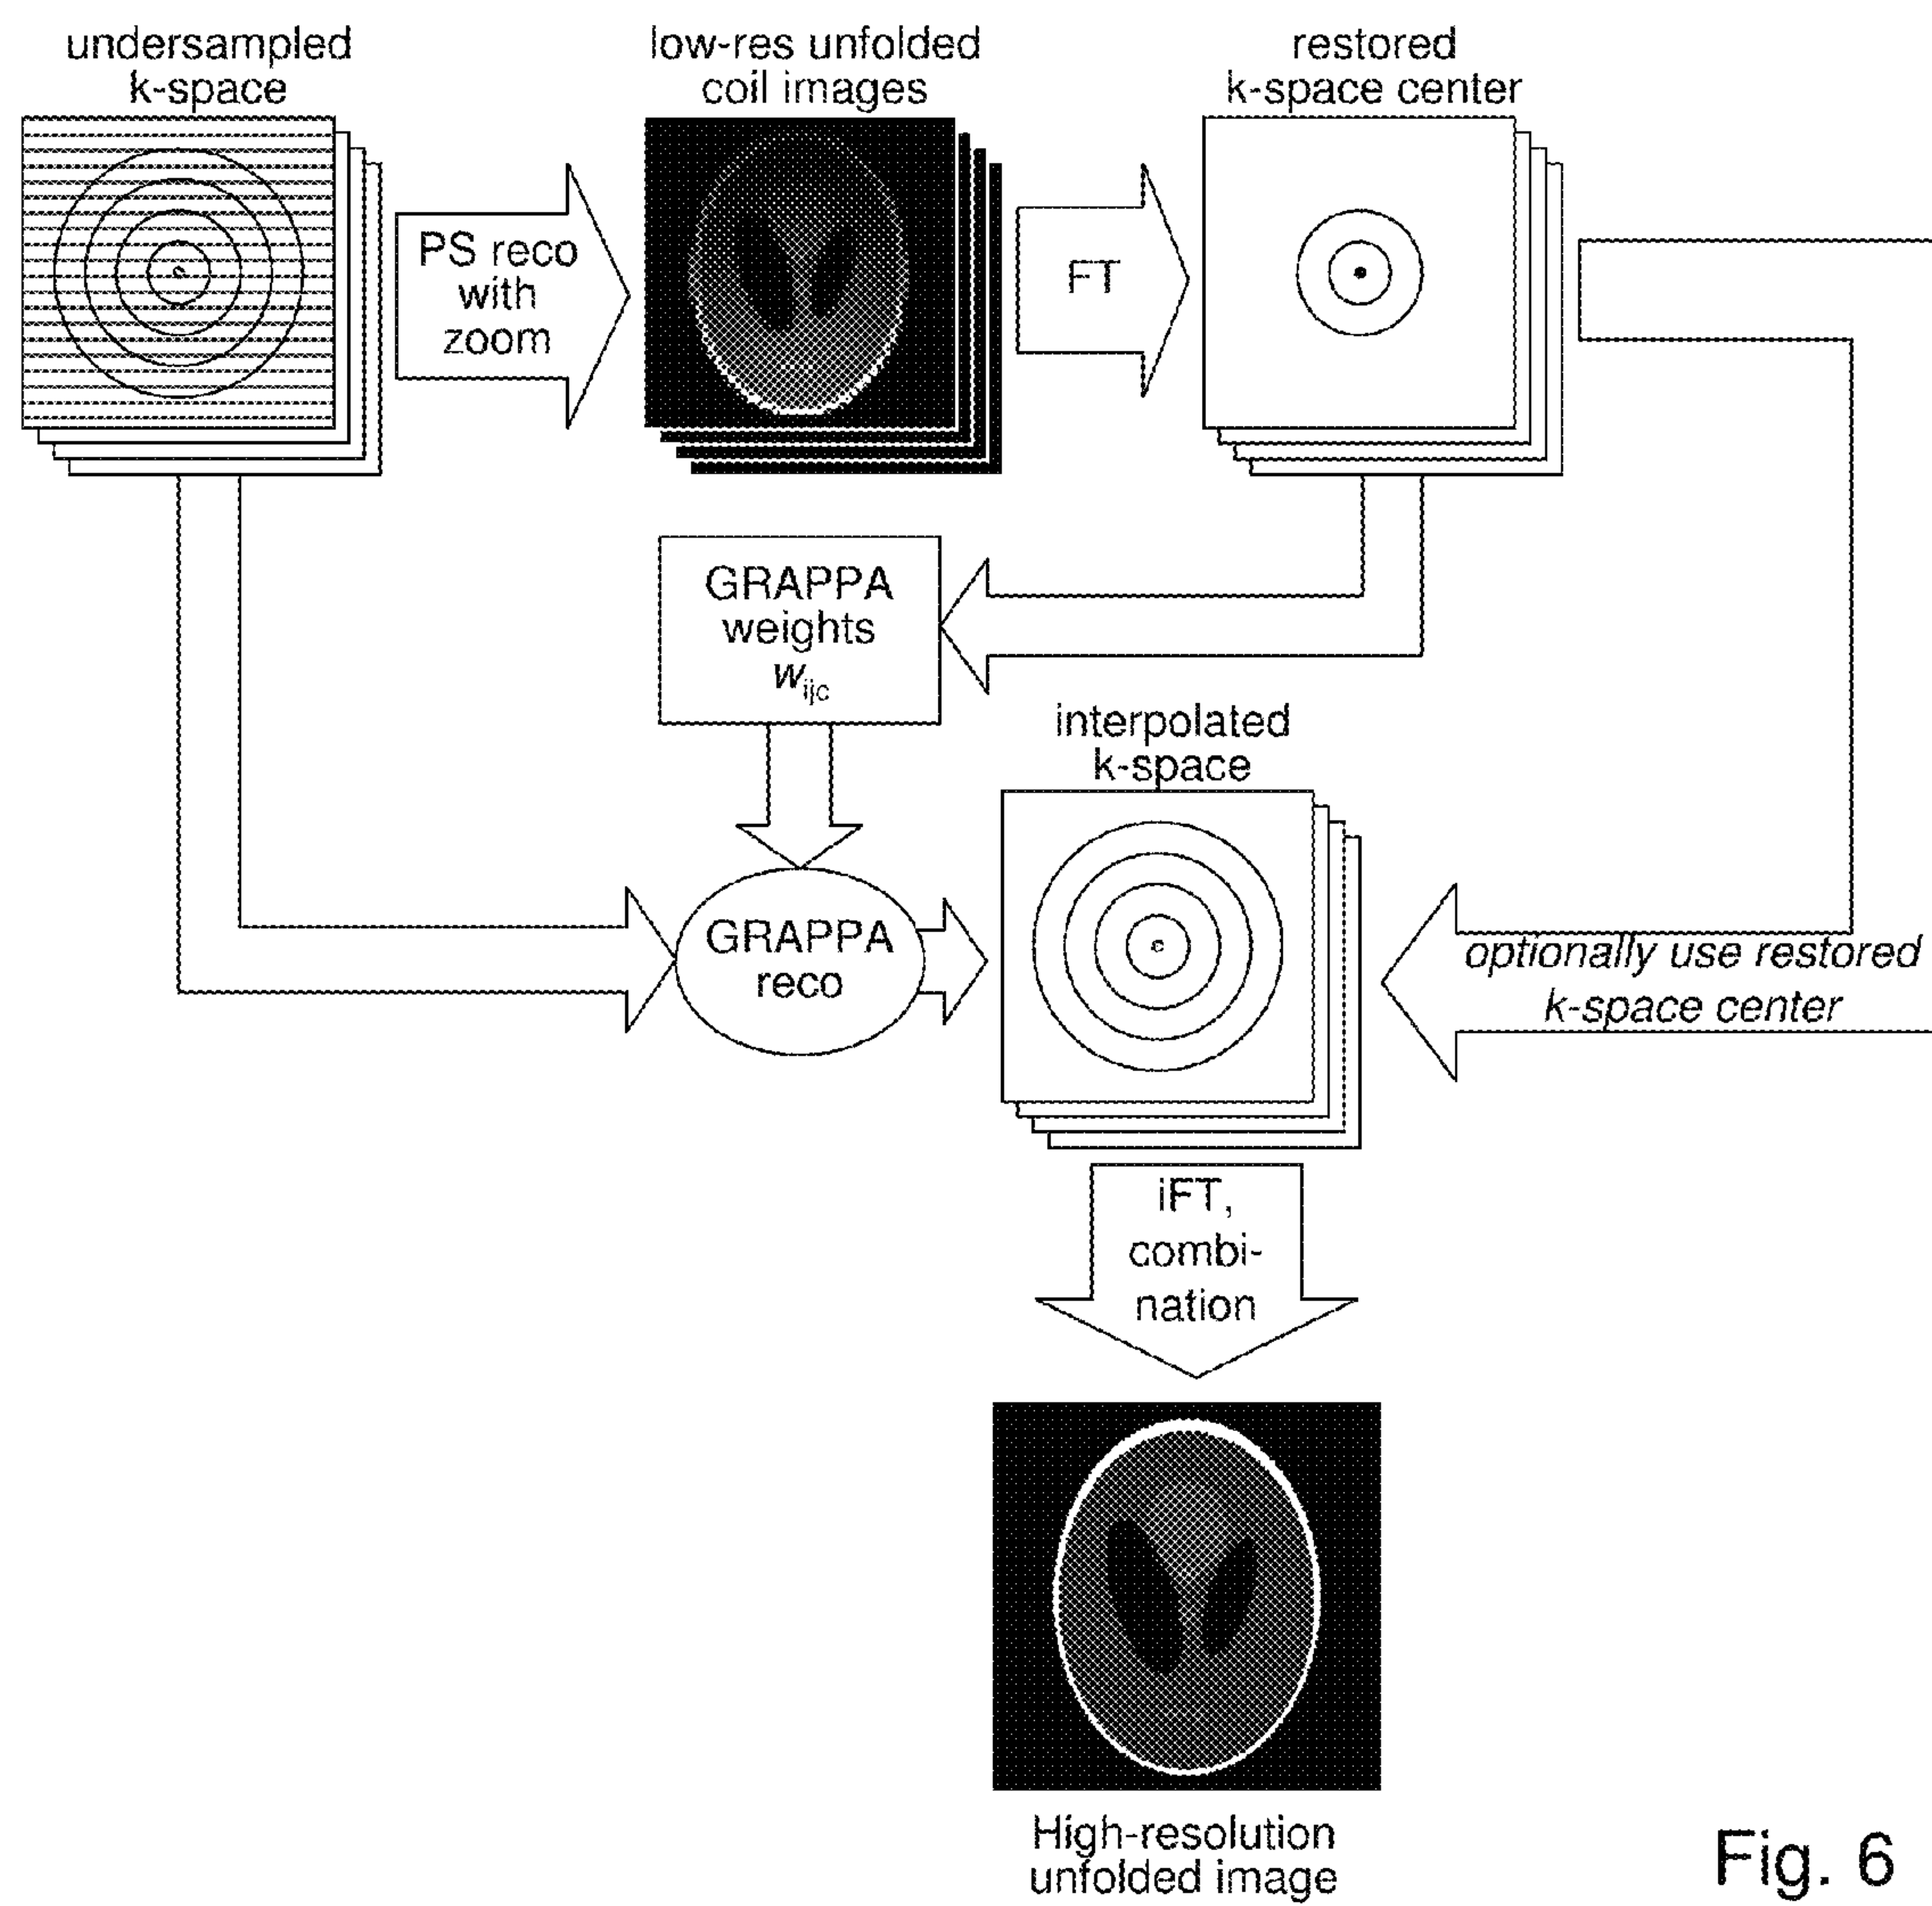 undersampled
k-space
low-res unfolded
coil images
restored
k-space center
PS reco
with
zoom
FT
GRAPPA
weights
wijc
interpolated
k-space
GRAPPA
reco
optionally use restored
k-space center
iFT,
combi-
nation
High-resolution
unfolded image
Fig. 6